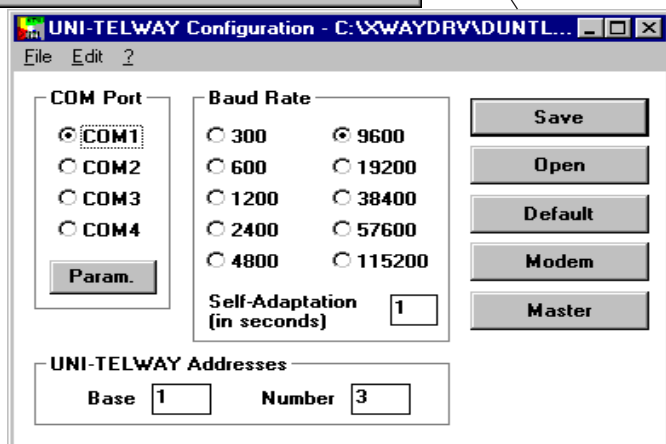 UNI-TELWAY Configuration - C:\XWAYDRV\DUNTL...
File Edit ?
COM Port
COM1
COM2
COM3
COM4
Param.
Baud Rate
300 9600
600 19200
1200 38400
2400 57600
4800 115200
Self-Adaptation
(in seconds) 1
Save
Open
Default
Modem
Master
UNI-TELWAY Addresses
Base 1 Number 3